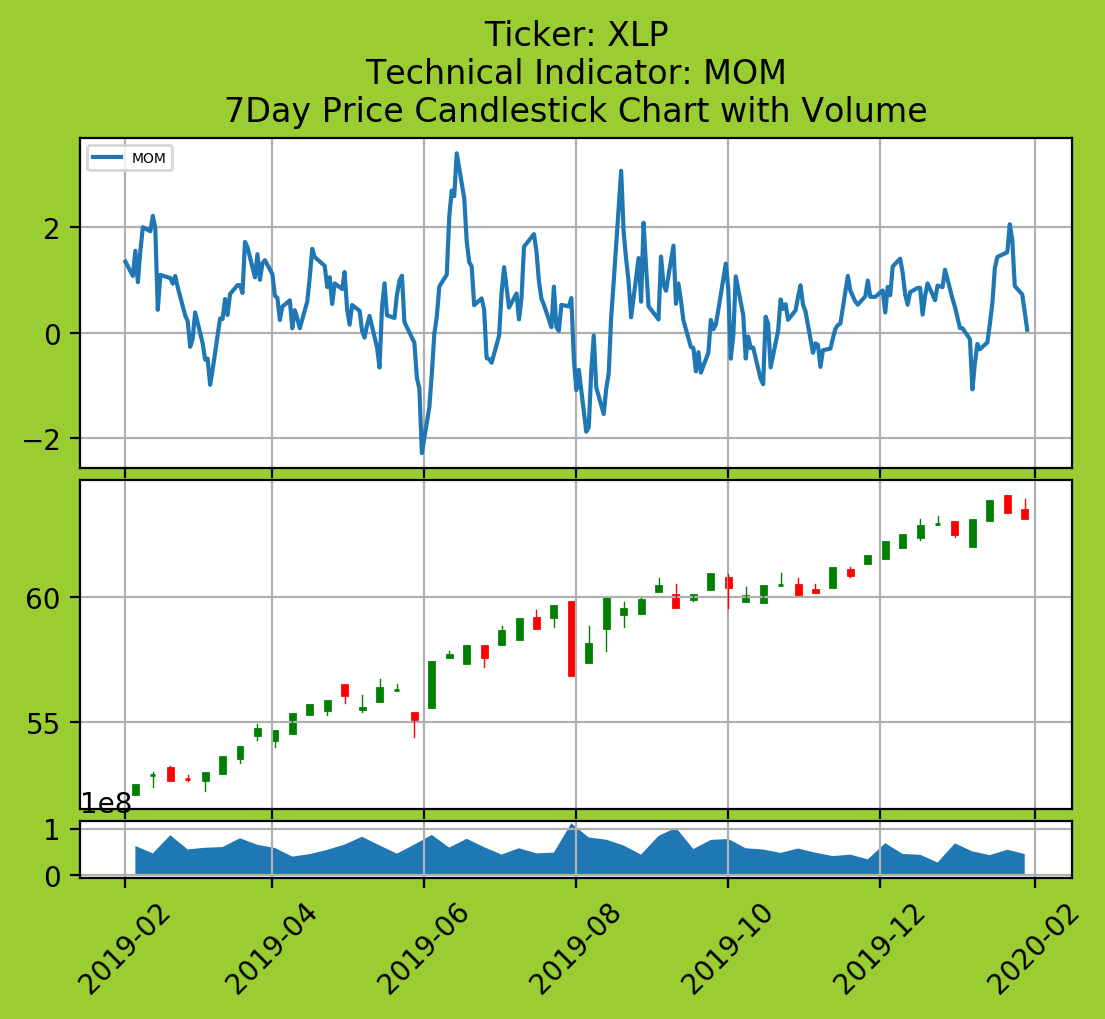 Ticker: XLP
Technical Indicator: MOM
7Day Price Candlestick Chart with Volume
MOM
2
0
−2
60
55
1e8
1
0
2019-02
2019-04
2019-06
2019-08
2019-10
2019-12
2020-02